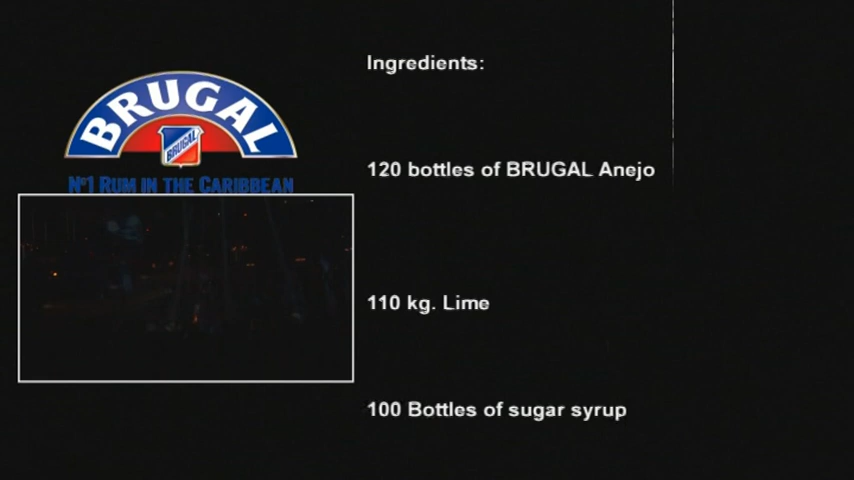 BRUGAL
BRUGAL
Nº1 RUM IN THE CARIBBEAN
Ingredients:
120 bottles of BRUGAL Anejo
110 kg. Lime
100 Bottles of sugar syrup